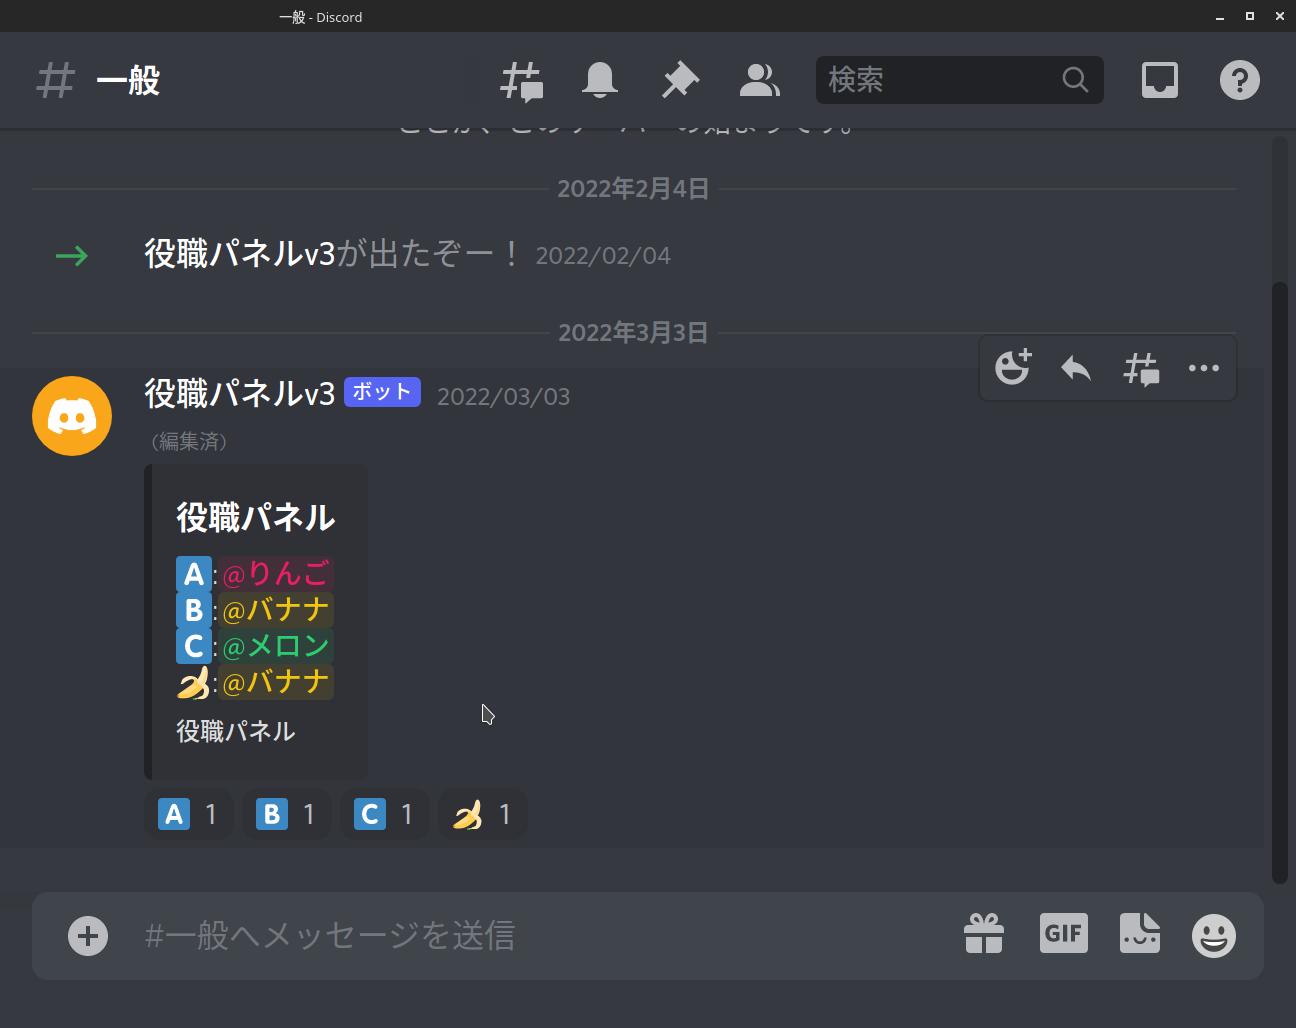 一般 - Discord
一般
検索
2022年2月4日
役職パネルv3が出たぞー！ 2022/02/04
2022年3月3日
役職パネルv3 ボット 2022/03/03
(編集済)
役職パネル
A:@りんご
B:@バナナ
C:@メロン
:@バナナ
役職パネル
A 1 B 1 C 1 1
#一般へメッセージを送信
GIF